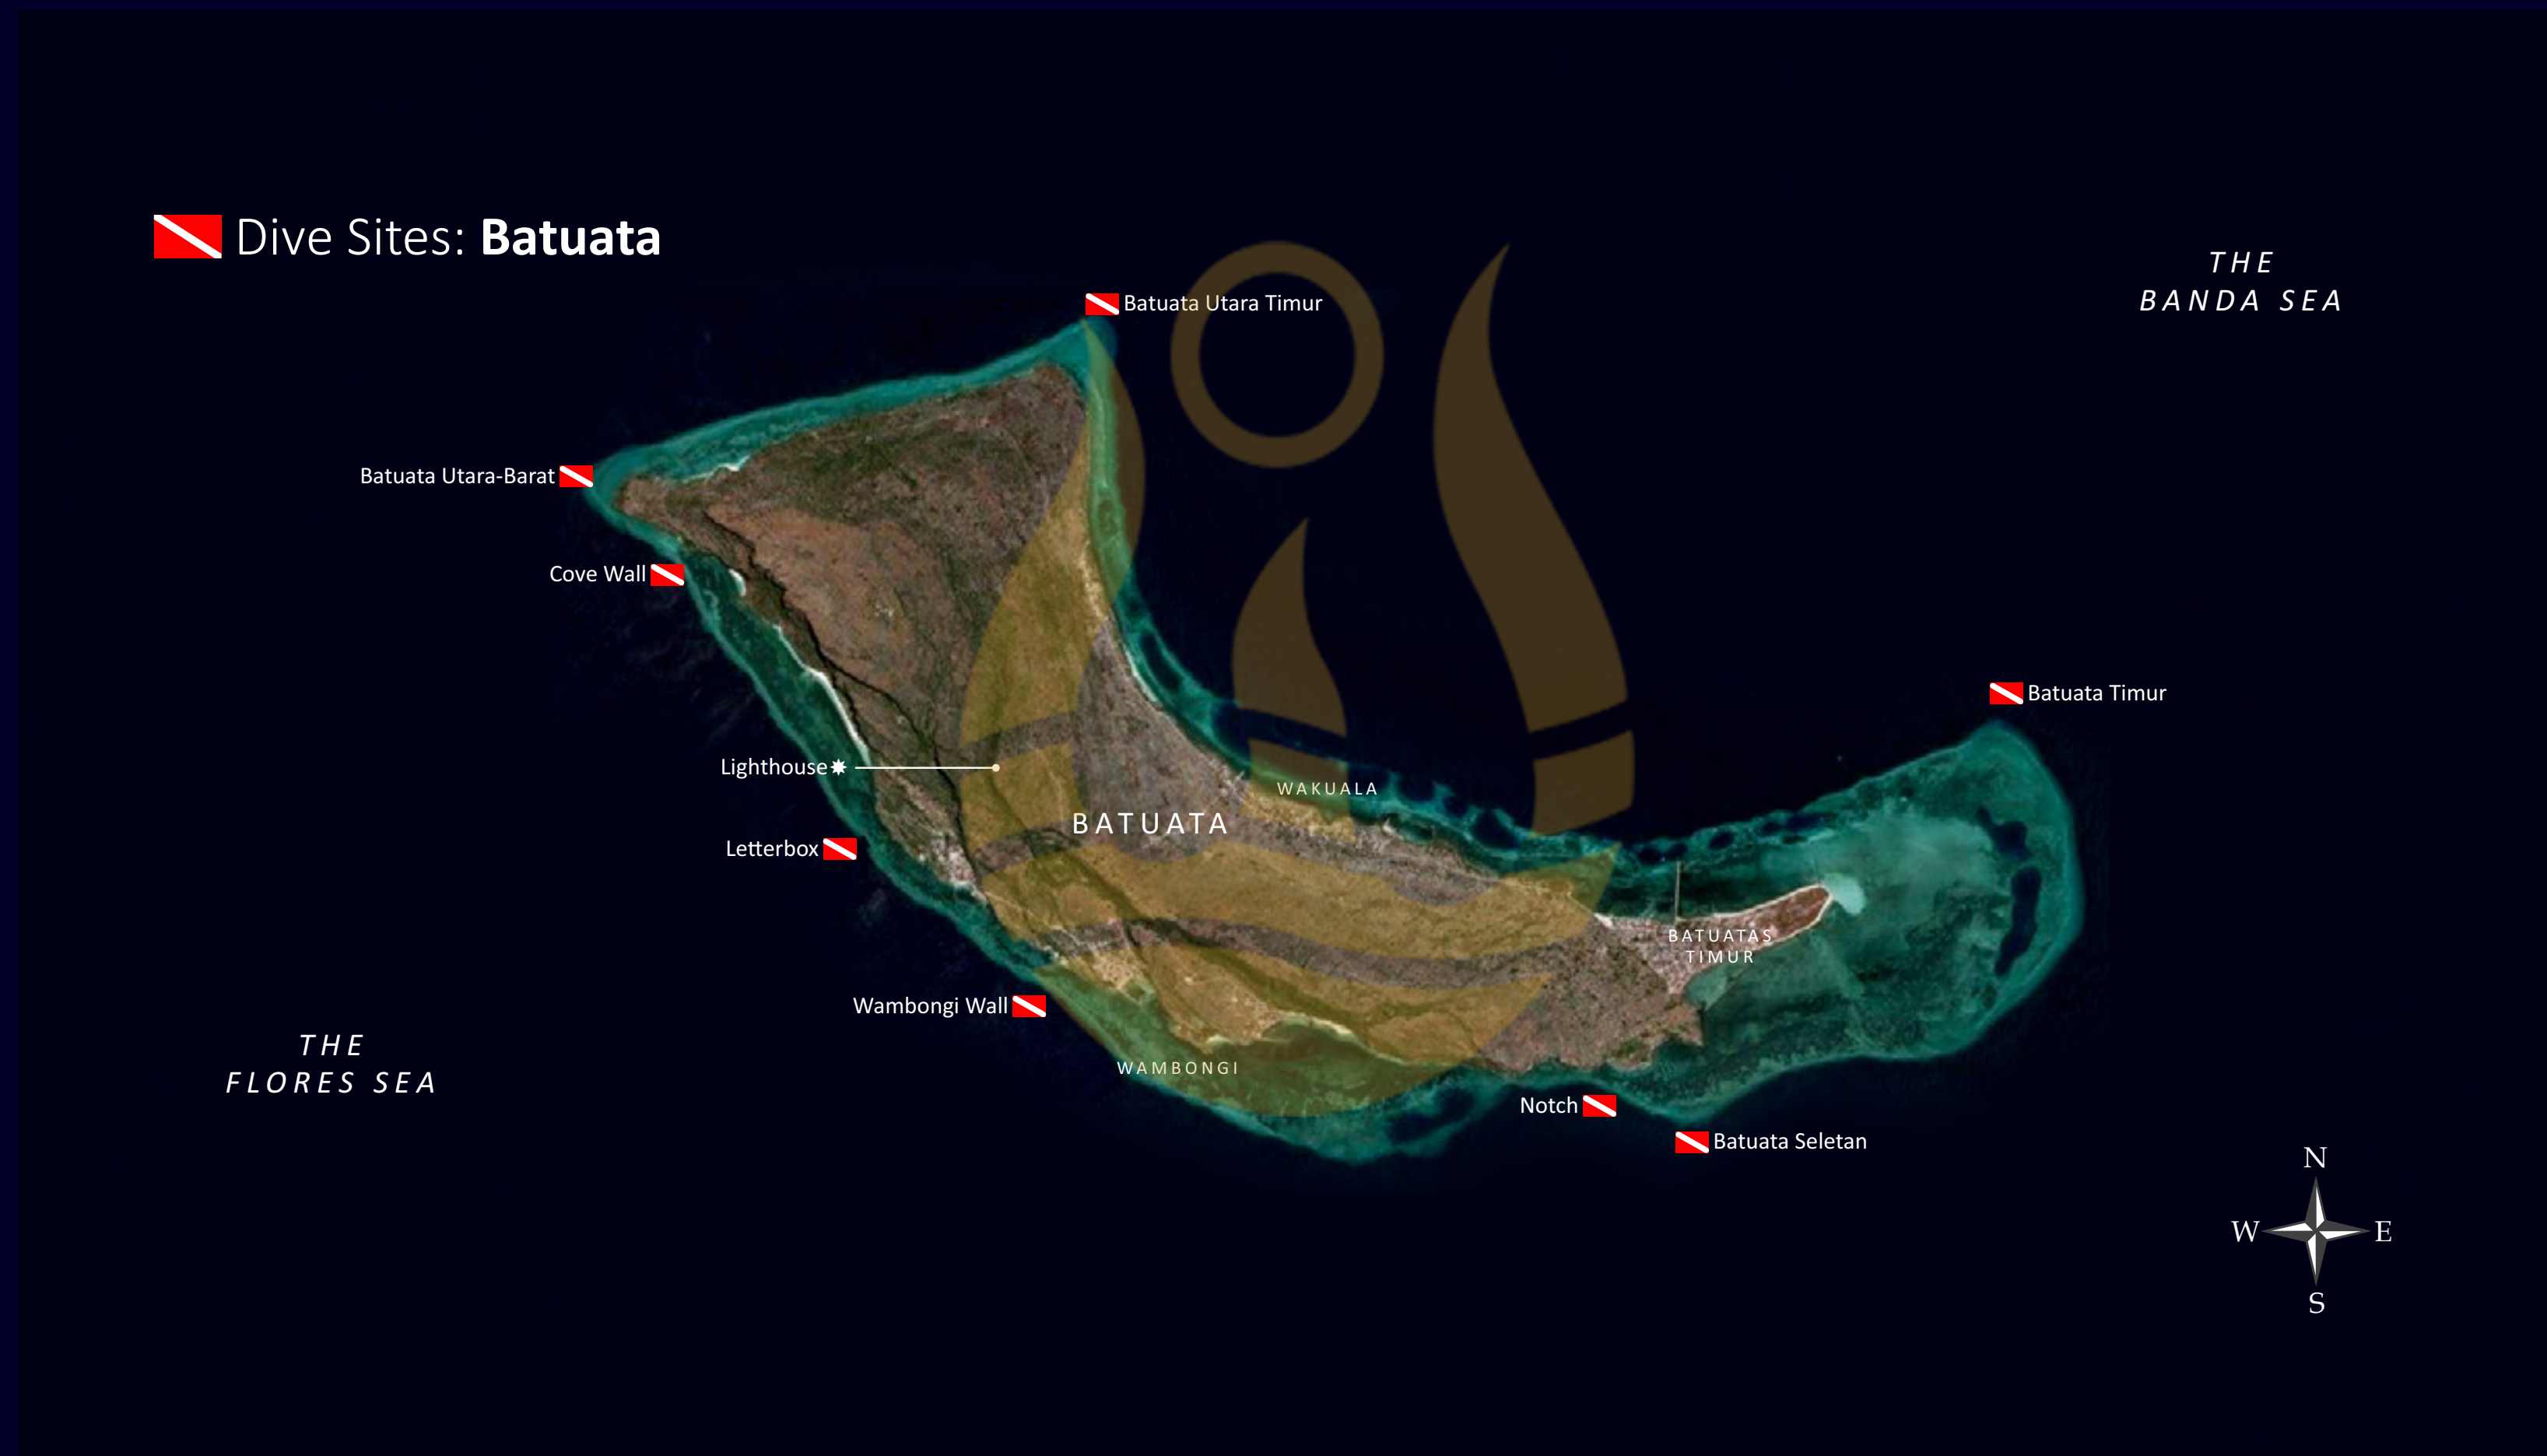 Dive Sites: Batuata
THE
BANDA SEA
Batuata Utara Timur
Batuata Utara-Barat
Cove Wall
Batuata Timur
Lighthouse
WAKUALA
BATUATA
Letterbox
BATUATAS
TIMUR
Wambongi Wall
THE
FLORES SEA
WAMBONGI
Notch
Batuata Seletan
N
W E
S